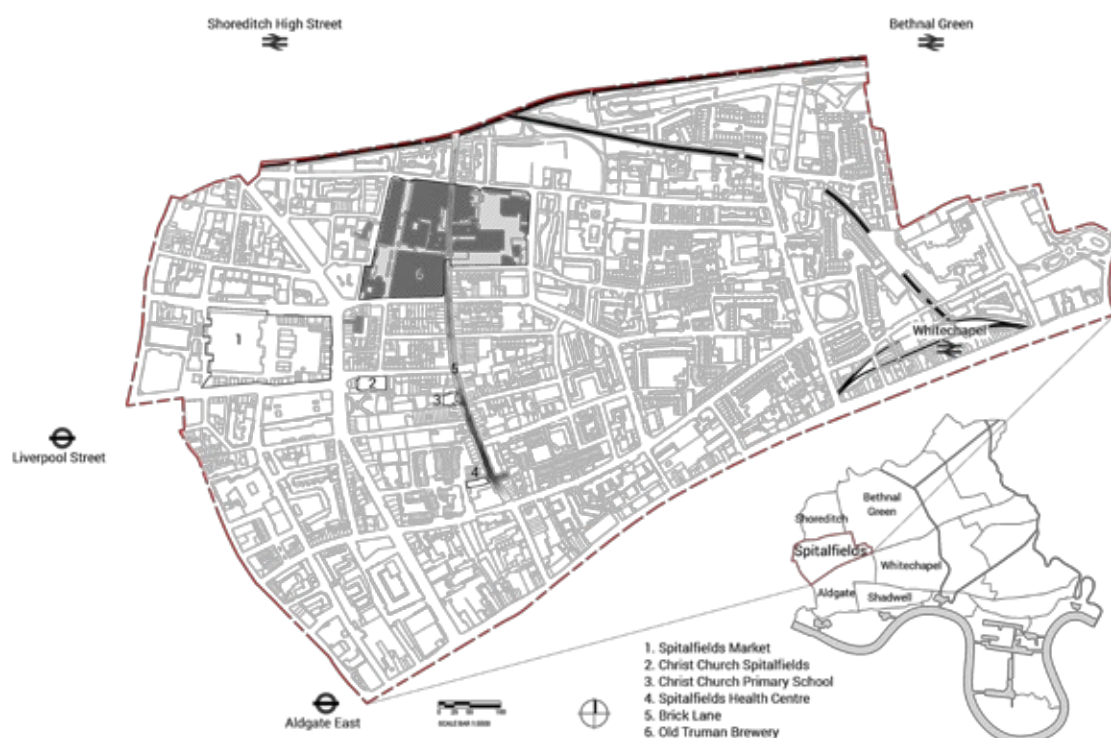 Shoreditch High Street
Bethnal Green
6
1
Whitechapel
5
2
3
4
Liverpool Street
Bethnal
Green
Shoreditch
Spitalfields
Whitechapel
Aldgate
Shadwell
1. Spitalfields Market
2. Christ Church Spitalfields
3. Christ Church Primary School
4. Spitalfields Health Centre
5. Brick Lane
6. Old Truman Brewery
Aldgate East
SCALE BAR